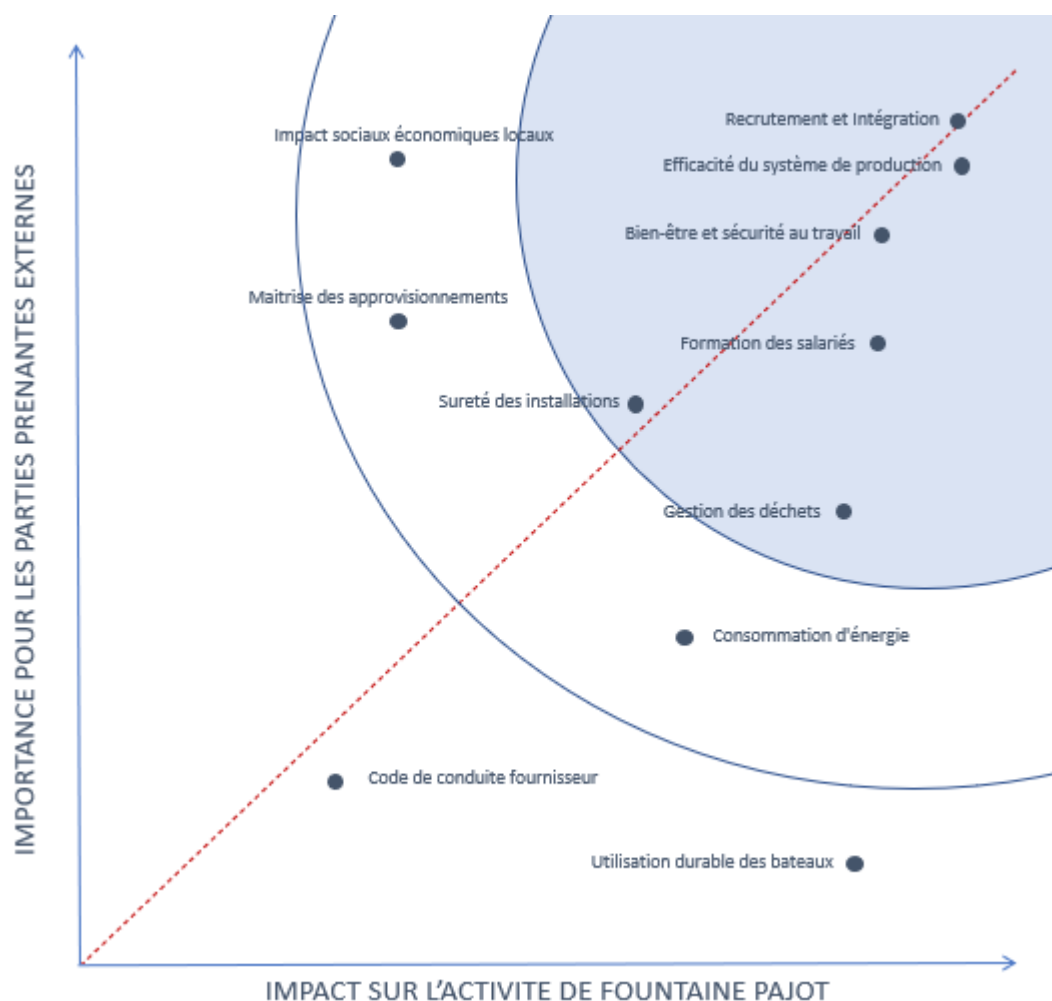 IMPORTANCE POUR LES PARTIES PRENANTES EXTERNES
Recrutement et Intégration
Impact sociaux économiques locaux
Efficacité du système de production
Bien-être et sécurité au travail
Maitrise des approvisionnements
Formation des salariés
Sureté des installations
Gestion des déchets
Consommation d'énergie
Code de conduite fournisseur
Utilisation durable des bateaux
IMPACT SUR L'ACTIVITE DE FOUNTAINE PAJOT